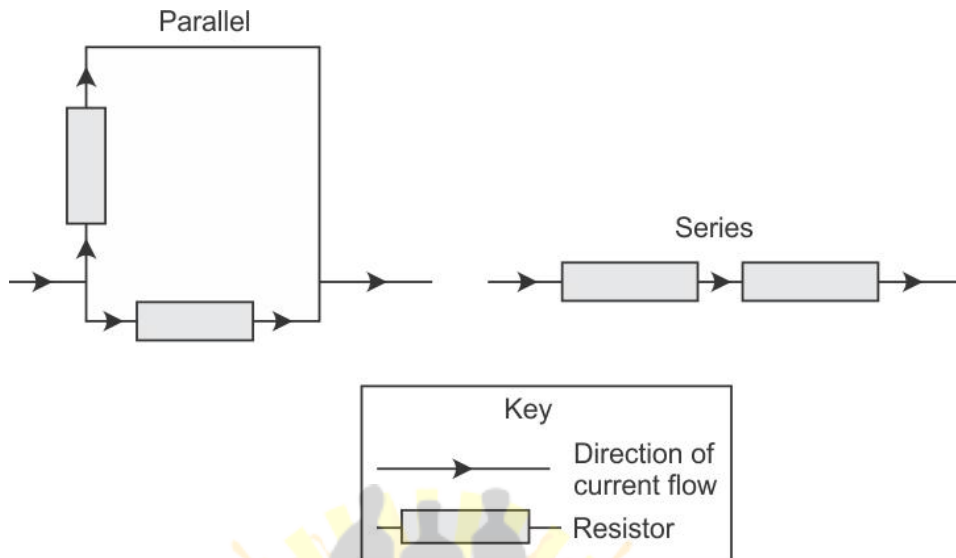 Parallel
Series
Key
Direction of
current flow
Resistor